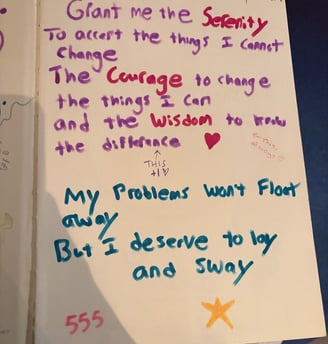 Grant me the Serenity
To accept the things I cannot
Change
The Courage to change
the things I can
and the Wisdom to know
the difference
THIS
+1
My Problems Won't Float
away
But I deserve to lay
and Sway
555